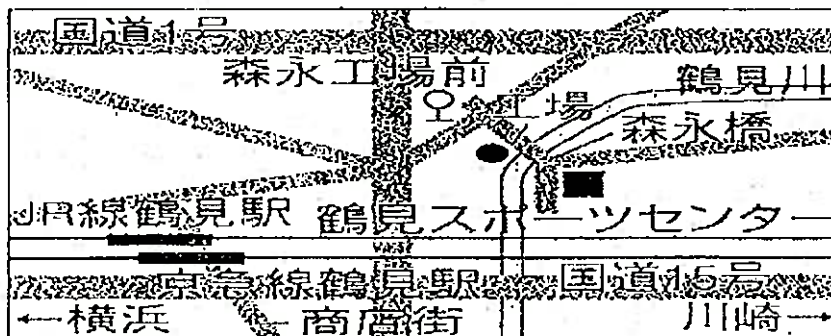 国道1号
森永工場前
鶴見川
工場
森永橋
JR線鶴見駅
鶴見スポーツセンター
京急線鶴見駅
国道15号
←横浜
商店街
川崎→